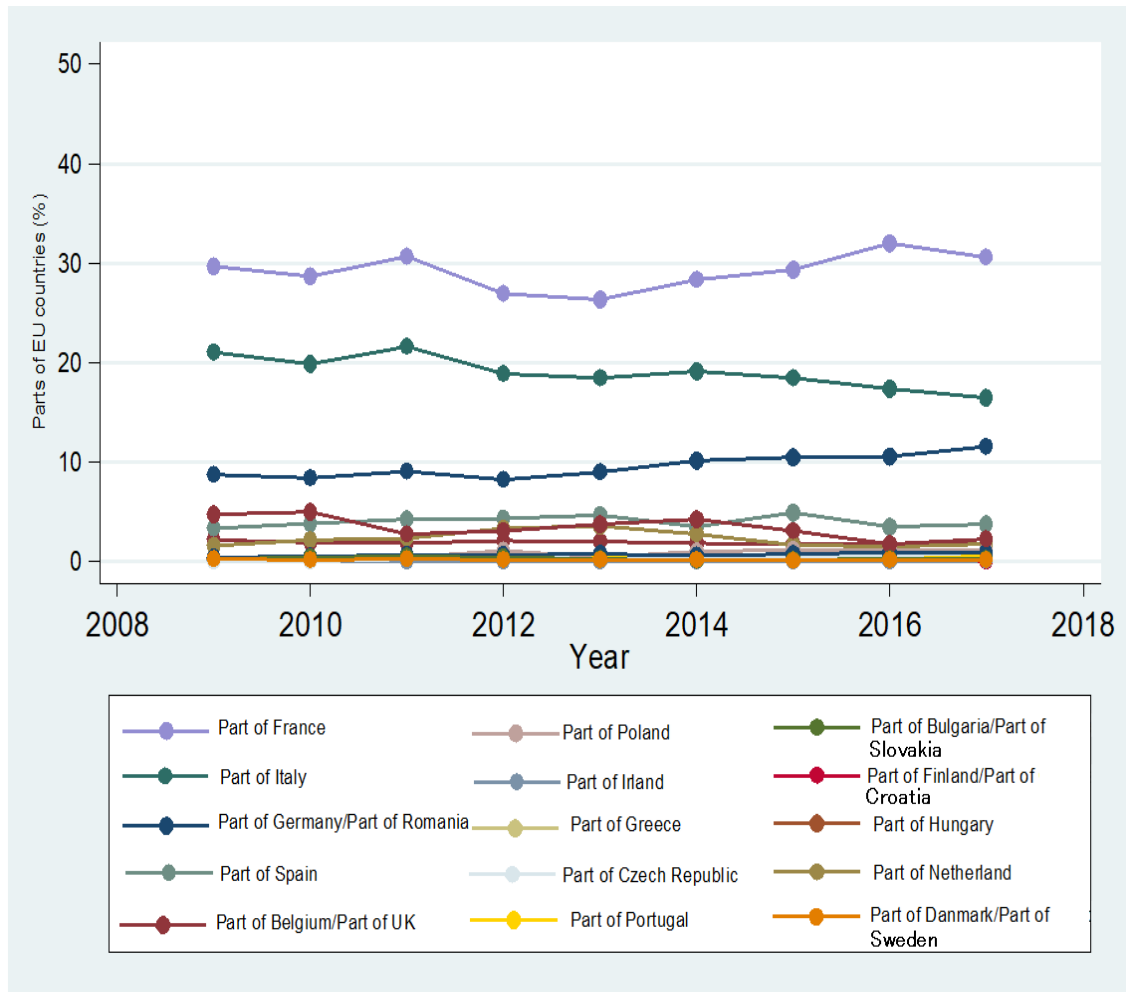 50
40
30
20
10
0
Parts of EU countries (%)
2008 2010 2012 2014 2016 2018
Year
Part of France
Part of Poland
Part of Bulgaria/Part of
Slovakia
Part of Italy
Part of Irland
Part of Finland/Part of
Croatia
Part of Germany/Part of Romania
Part of Greece
Part of Hungary
Part of Spain
Part of Czech Republic
Part of Netherland
Part of Belgium/Part of UK
Part of Portugal
Part of Danmark/Part of
Sweden